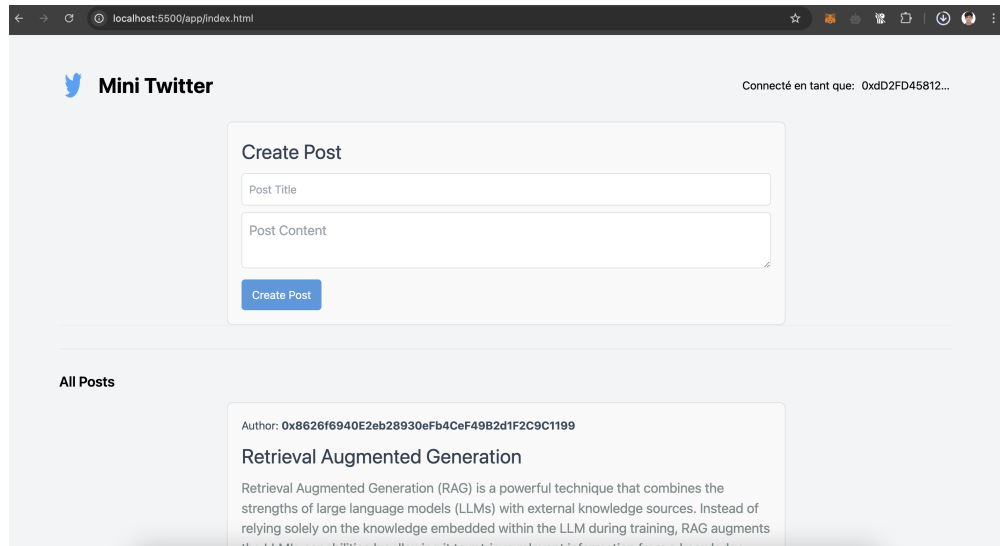 localhost:5500/app/index.html
Mini Twitter
Connecté en tant que: 0xdD2FD45812...
Create Post
Post Title
Post Content
Create Post
All Posts
Author: 0x8626f6940E2eb28930eFb4CeF49B2d1F2C9C1199
Retrieval Augmented Generation
Retrieval Augmented Generation (RAG) is a powerful technique that combines the
strengths of large language models (LLMs) with external knowledge sources. Instead of
relying solely on the knowledge embedded within the LLM during training, RAG augments